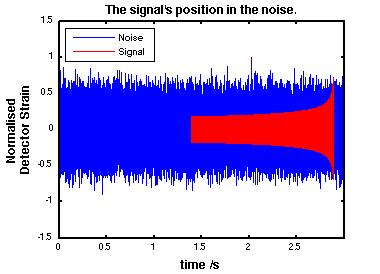 The signal's position in the noise.
1.5
Noise
Signal
1
0.5
0
-0.5
-1
-1.5
Normalised
Detector Strain
0 0.5 1 1.5 2 2.5
time /s